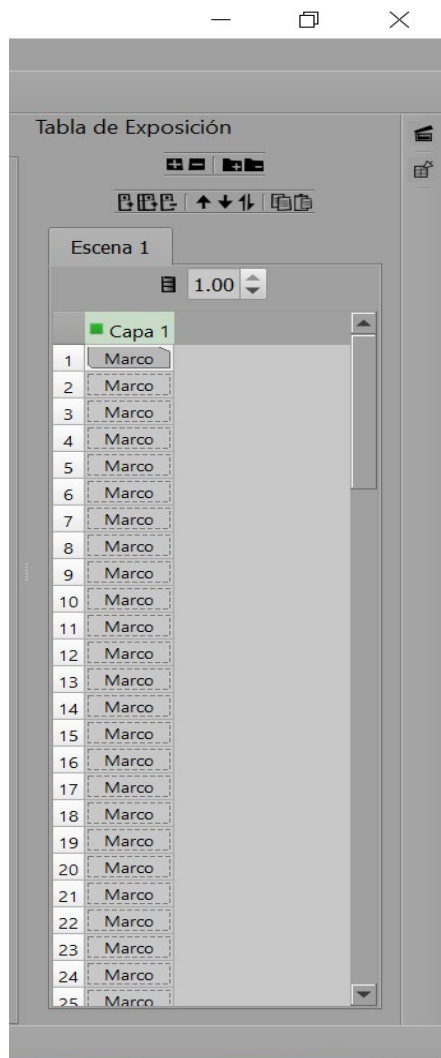 Tabla de Exposición
Escena 1
1.00
Capa 1
1 Marco
2 Marco
3 Marco
4 Marco
5 Marco
6 Marco
7 Marco
8 Marco
9 Marco
10 Marco
11 Marco
12 Marco
13 Marco
14 Marco
15 Marco
16 Marco
17 Marco
18 Marco
19 Marco
20 Marco
21 Marco
22 Marco
23 Marco
24 Marco
25 Marco